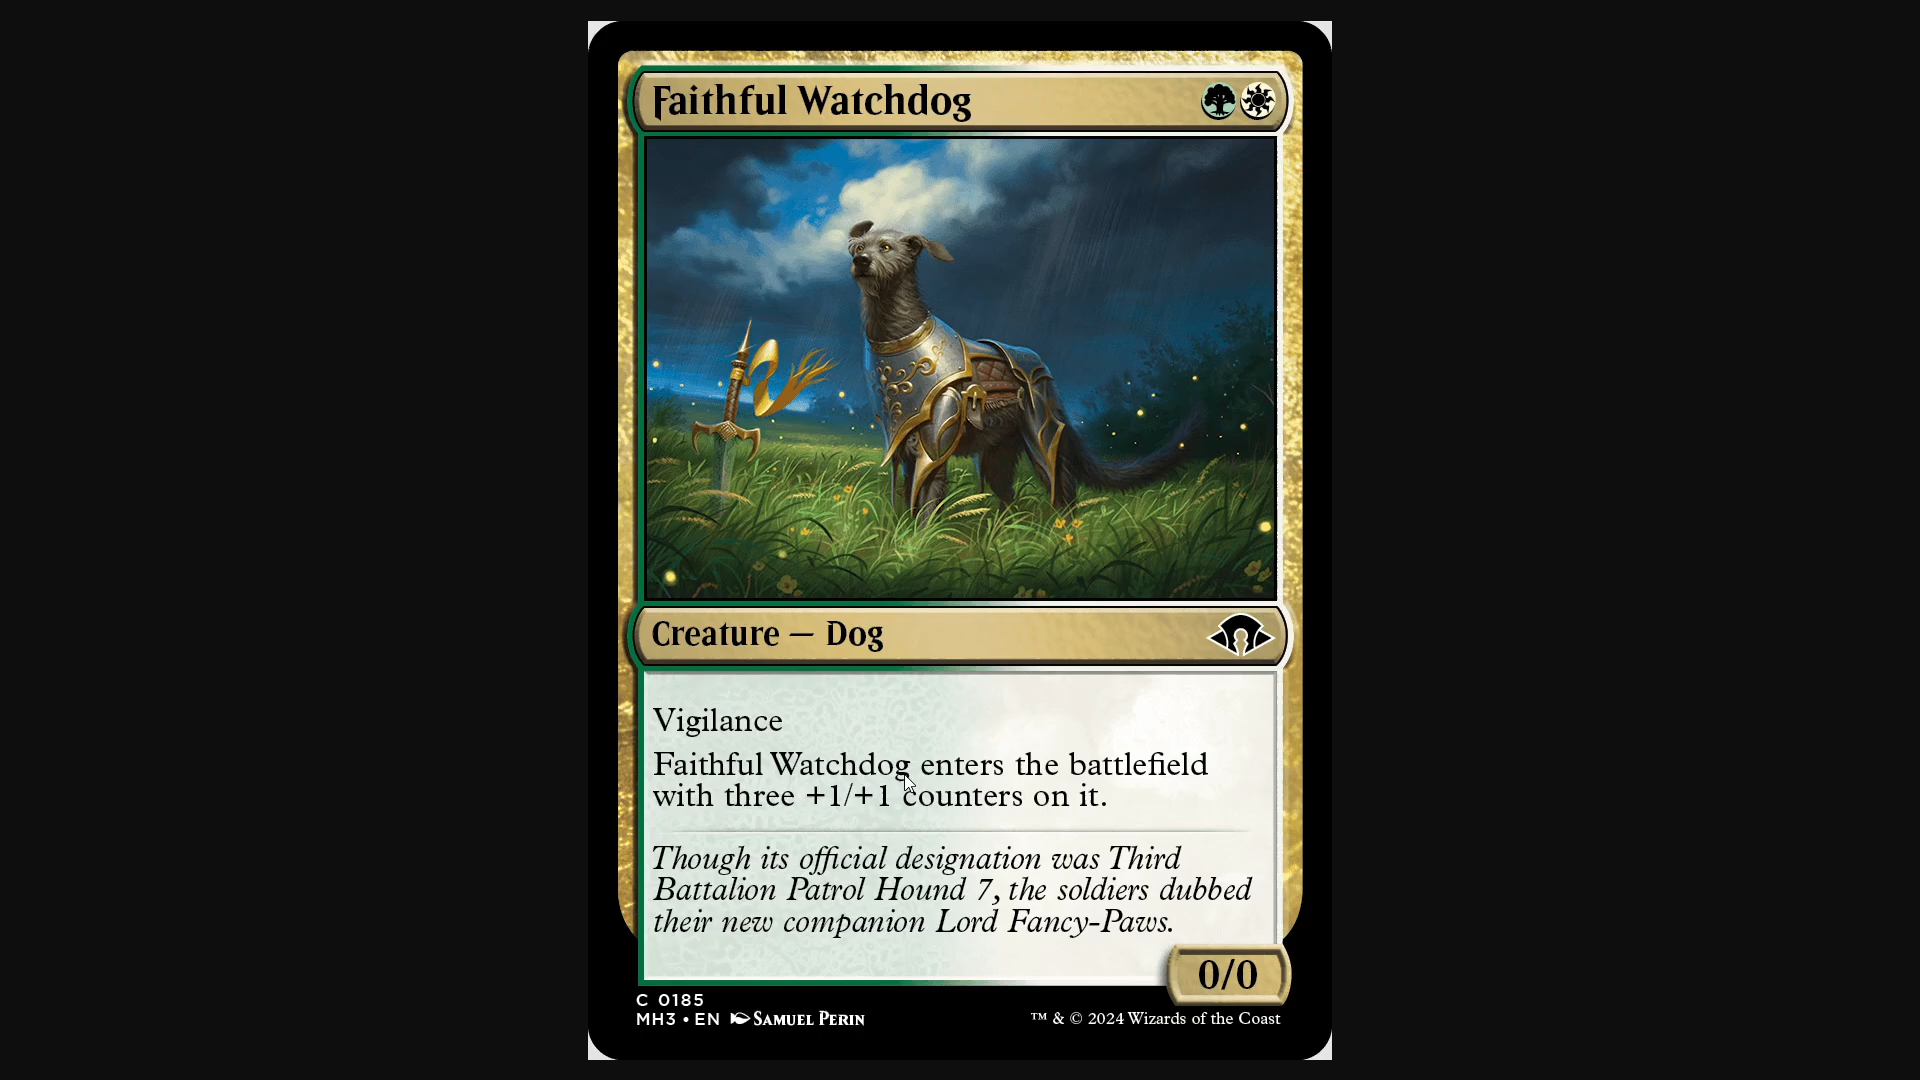 Faithful Watchdog
Creature — Dog
Vigilance
Faithful Watchdog enters the battlefield
with three +1/+1 counters on it.
Though its official designation was Third
Battalion Patrol Hound 7, the soldiers dubbed
their new companion Lord Fancy-Paws.
0/0
C 0185
MH3 • EN Samuel Perin
™ & © 2024 Wizards of the Coast